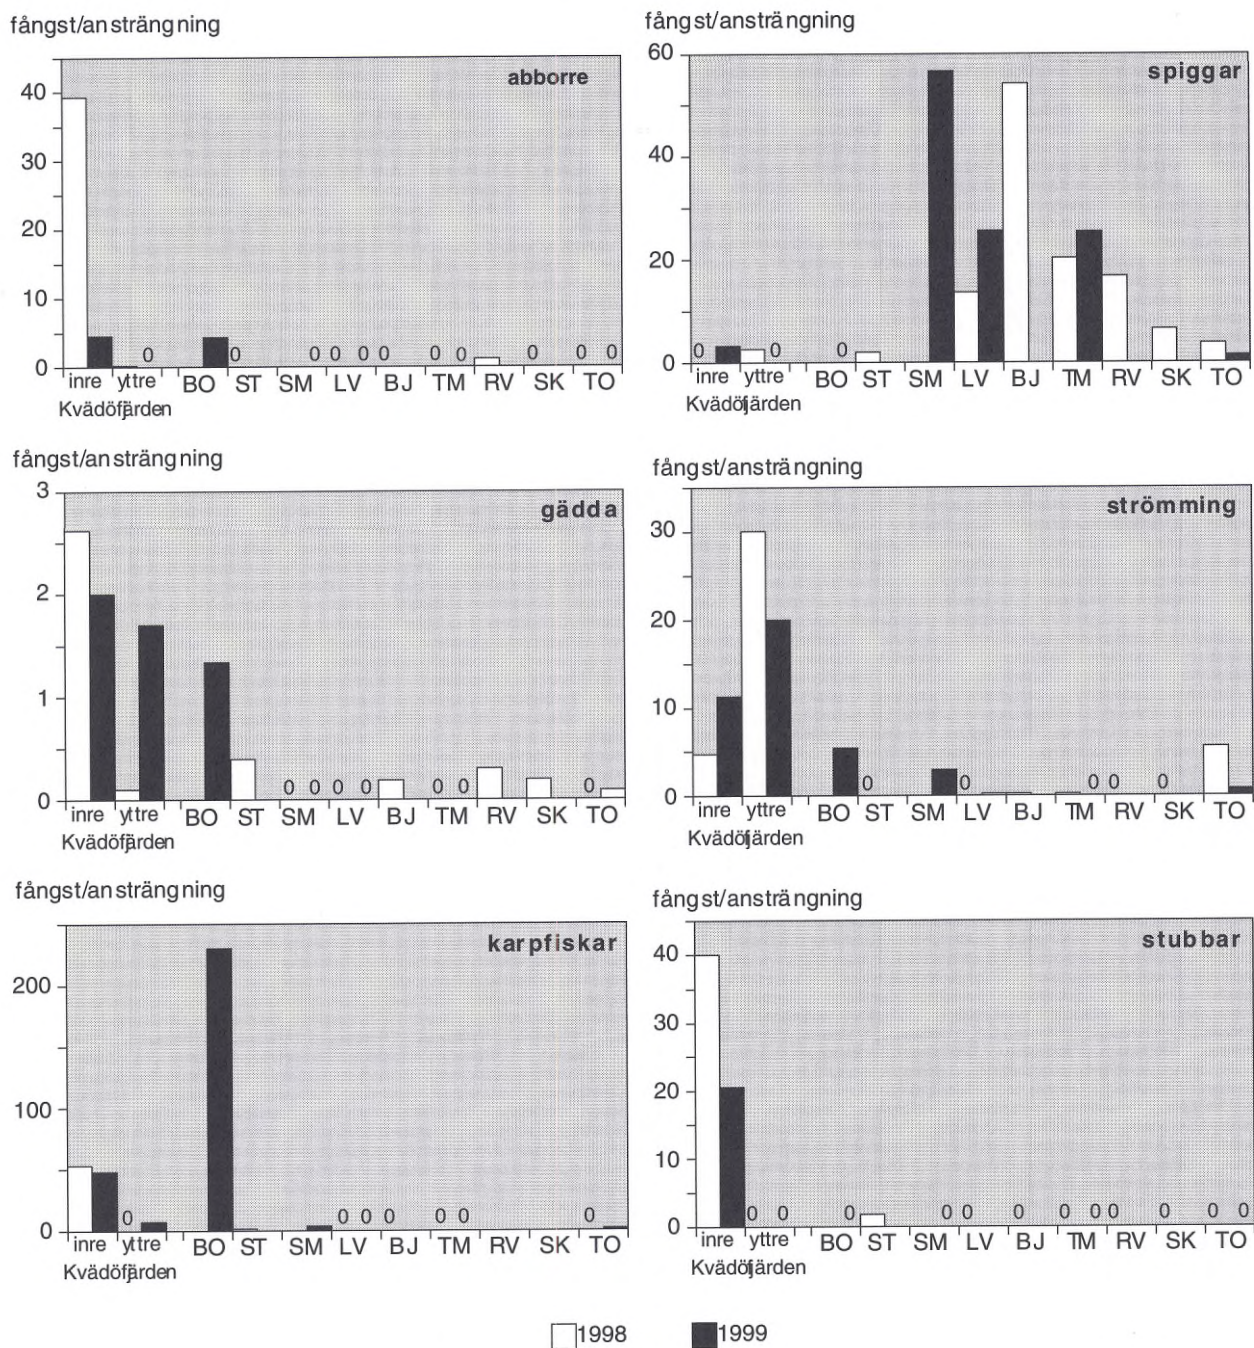 fångst/ansträngning
abborre
40
30
20
10
0
0 0 0 0 0 0 0 0 0 0 0
inre yttre BO ST SM LV BJ TM RV SK TO
Kvädöfjärden
fångst/ansträngning
spiggar
60
40
20
0
0 0 0
inre yttre BO ST SM LV BJ TM RV SK TO
Kvädöfjärden
fångst/ansträngning
gädda
3
2
1
0
0 0 0 0 0 0 0
inre yttre BO ST SM LV BJ TM RV SK TO
Kvädöfjärden
fångst/ansträngning
strömming
30
20
10
0
0 0 0 0 0
inre yttre BO ST SM LV BJ TM RV SK TO
Kvädöfjärden
fångst/ansträngning
karpfiskar
200
100
0
0 0 0 0 0 0 0
inre yttre BO ST SM LV BJ TM RV SK TO
Kvädöfjärden
fångst/ansträngning
stubbar
40
30
20
10
0
0 0 0 0 0 0 0 0 0 0 0 0
inre yttre BO ST SM LV BJ TM RV SK TO
Kvädöfjärden
1998 1999